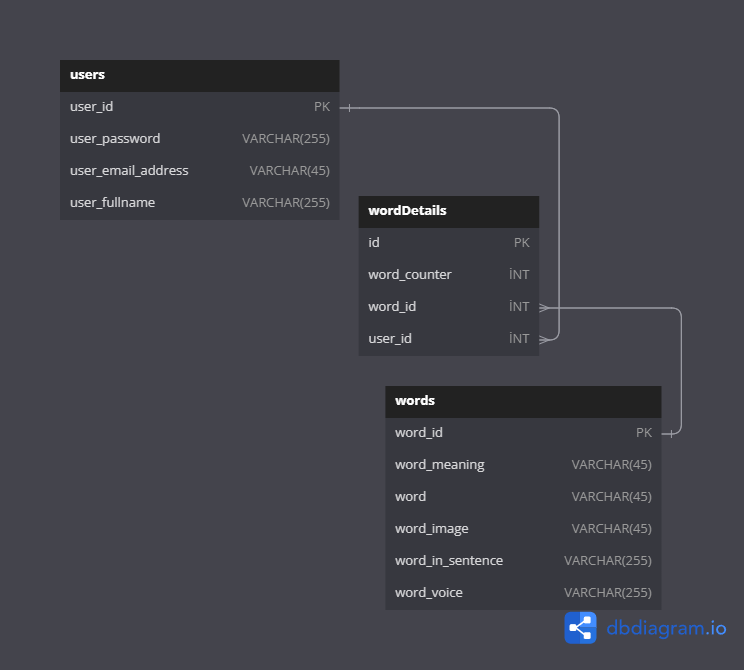 users
user_id PK
user_password VARCHAR(255)
user_email_address VARCHAR(45)
user_fullname VARCHAR(255)
wordDetails
id PK
word_counter İNT
word_id İNT
user_id İNT
words
word_id PK
word_meaning VARCHAR(45)
word VARCHAR(45)
word_image VARCHAR(45)
word_in_sentence VARCHAR(255)
word_voice VARCHAR(255)
dbdiagram.io